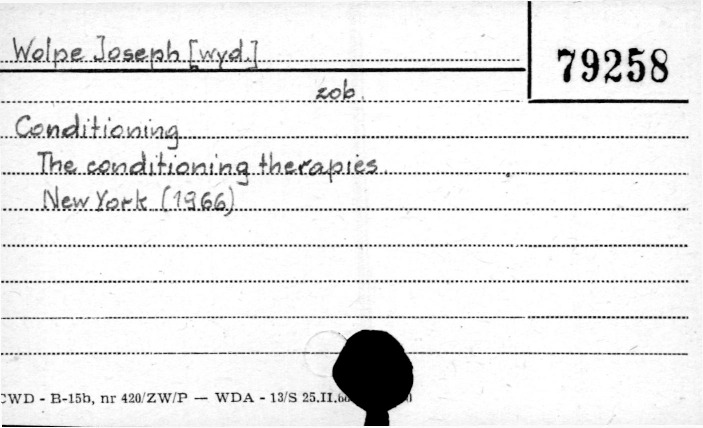 Wolpe Joseph [wyd.]
79258
zob.
Conditioning
The conditioning therapies.
New York (1966)
CWD - B-15b, nr 420/ZW/P — WDA - 13/S 25.II.